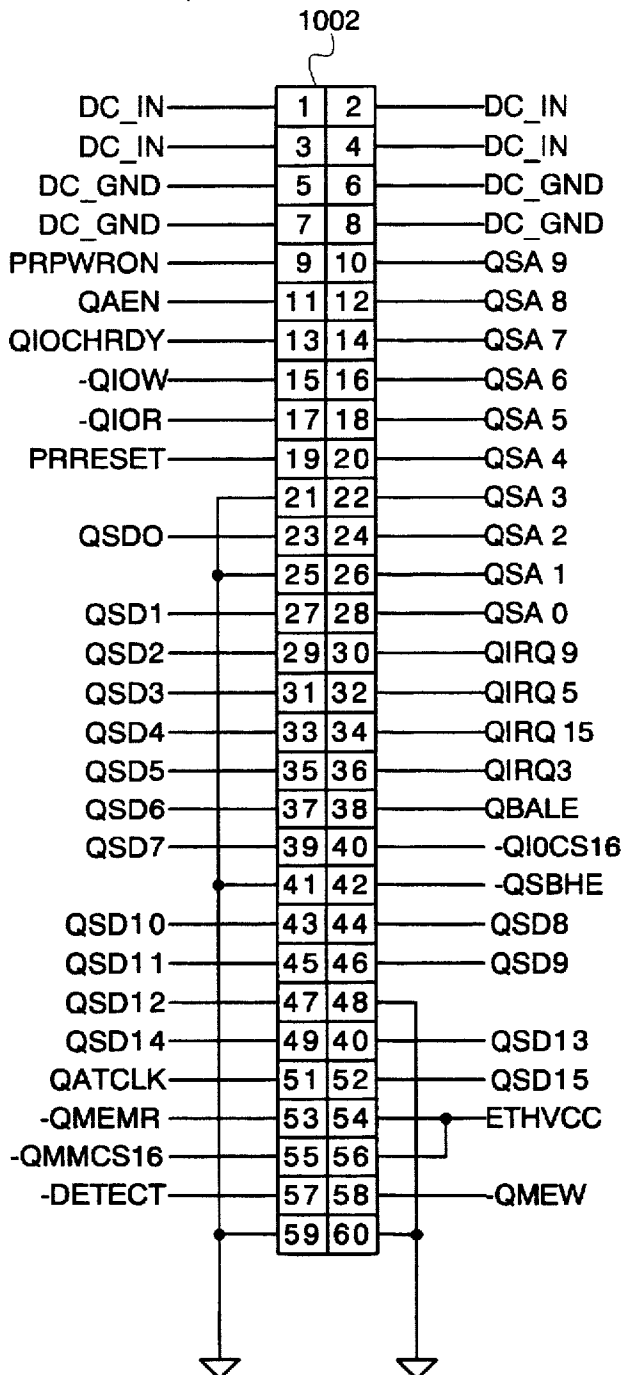 1002
DC_IN 1 2 DC_IN
DC_IN 3 4 DC_IN
DC_GND 5 6 DC_GND
DC_GND 7 8 DC_GND
PRPWRON 9 10 QSA 9
QAEN 11 12 QSA 8
QIOCHRDY 13 14 QSA 7
-QIOW 15 16 QSA 6
-QIOR 17 18 QSA 5
PRRESET 19 20 QSA 4
21 22 QSA 3
QSDO 23 24 QSA 2
25 26 QSA 1
QSD1 27 28 QSA 0
QSD2 29 30 QIRQ 9
QSD3 31 32 QIRQ 5
QSD4 33 34 QIRQ 15
QSD5 35 36 QIRQ3
QSD6 37 38 QBALE
QSD7 39 40 -QI0CS16
41 42 -QSBHE
QSD10 43 44 QSD8
QSD11 45 46 QSD9
QSD12 47 48
QSD14 49 40 QSD13
QATCLK 51 52 QSD15
-QMEMR 53 54 ETHVCC
-QMMCS16 55 56
-DETECT 57 58 -QMEW
59 60